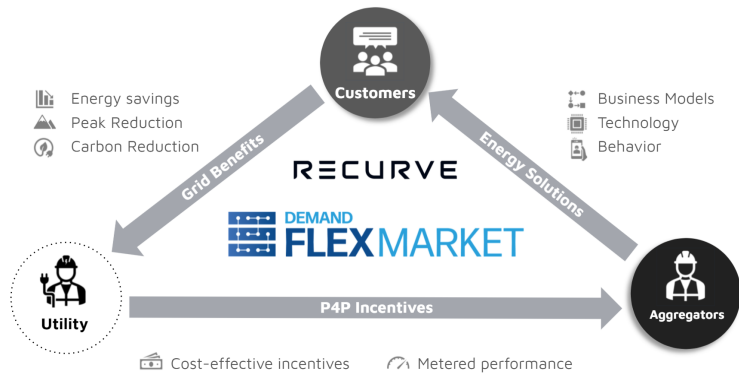 Customers
Energy savings
Peak Reduction
Carbon Reduction
Business Models
Technology
Behavior
Grid Benefits
Energy Solutions
RECURVE
DEMAND
FLEXMARKET
Utility
P4P Incentives
Aggregators
Cost-effective incentives
Metered performance